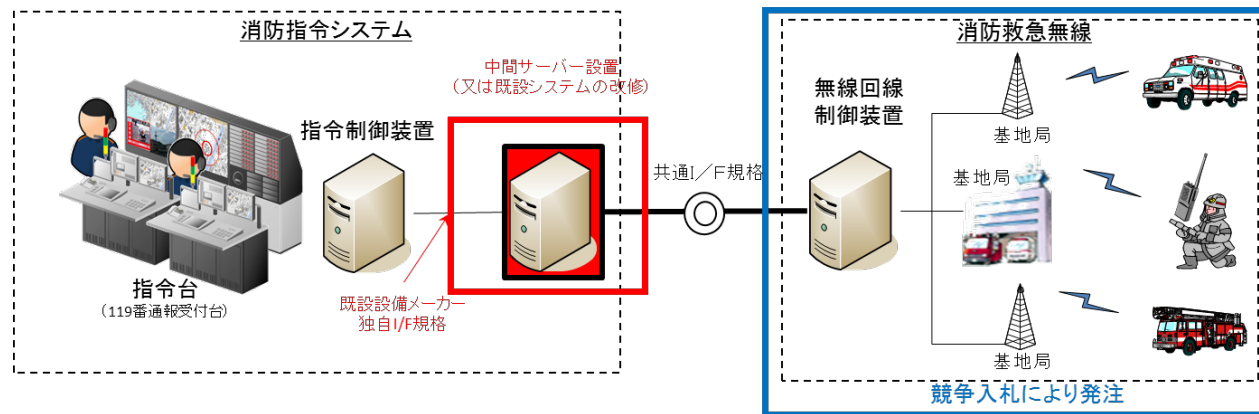 消防指令システム
中間サーバー設置
(又は既設システムの改修)
指令制御装置
指令台
(119番通報受付台)
既設設備メーカー
独自I/F規格
共通I/F規格
消防救急無線
無線回線
制御装置
基地局
基地局
基地局
競争入札により発注